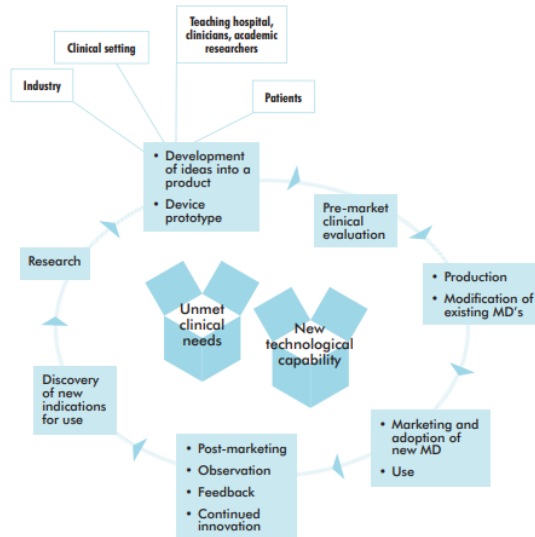 Teaching hospital,
clinicians, academic
researchers
Clinical setting
Industry
Patients
• Development
of ideas into a
product
• Device
prototype
Pre-market
clinical
evaluation
• Production
• Modification of
existing MD's
• Marketing and
adoption of
new MD
• Use
• Post-marketing
• Observation
• Feedback
• Continued
innovation
Discovery
of new
indications
for use
Research
Unmet
clinical
needs
New
technological
capability